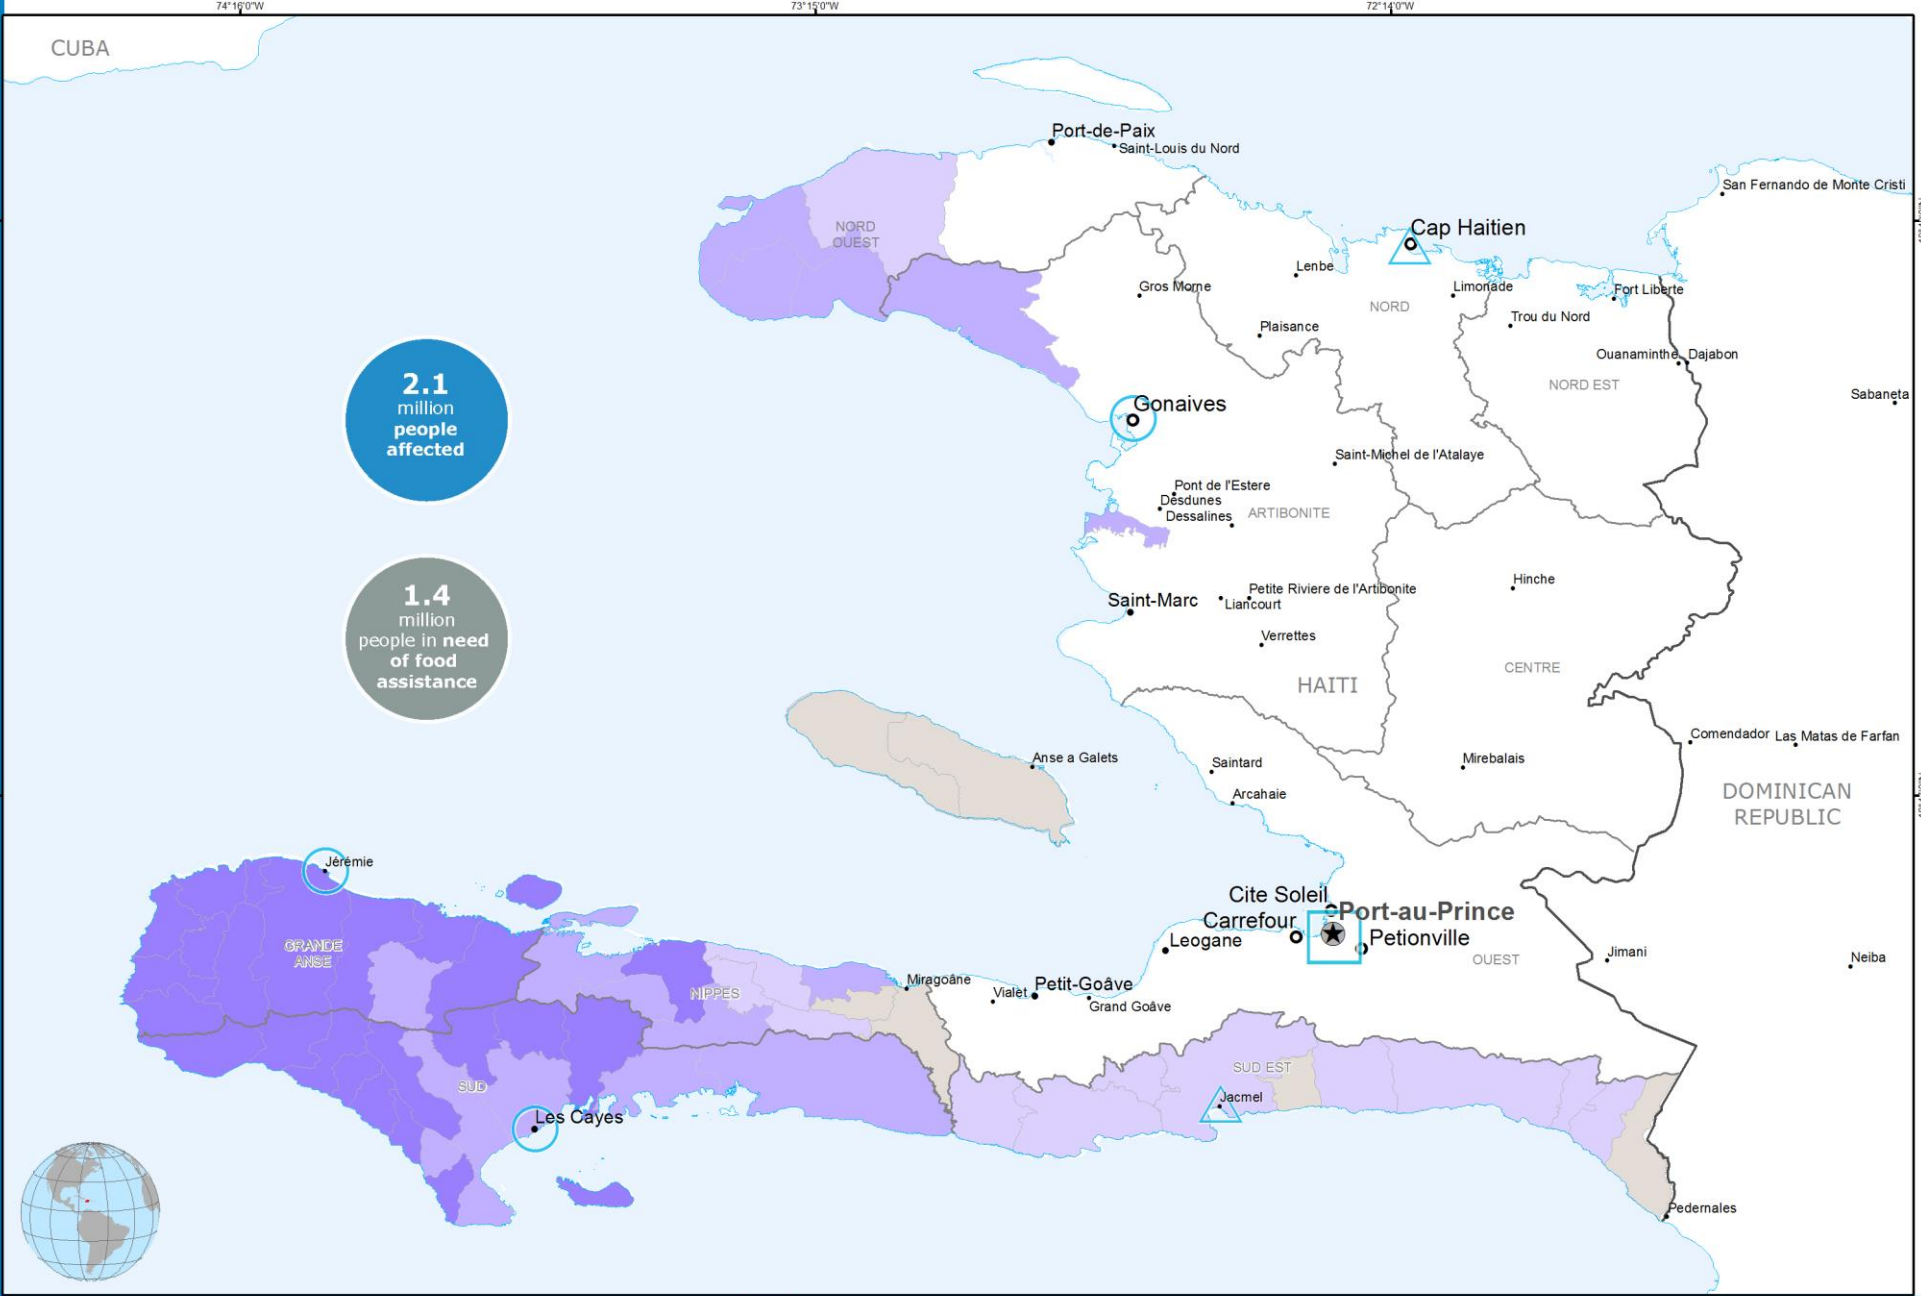 74°16'0"W
73°15'0"W
72°14'0"W
CUBA
Port-de-Paix
Saint-Louis du Nord
San Fernando de Monte Cristi
NORD
OUEST
Cap Haitien
Lenbe
Gros Morne
Limonade
Fort Liberte
NORD
Trou du Nord
Plaisance
Ouanaminthe
Dajabon
NORD EST
Sabaneta
2.1
million
people
affected
Gonaives
Saint-Michel de l'Atalaye
Pont de l'Estere
Desdunes
Dessalines
ARTIBONITE
1.4
million
people in need
of food
assistance
Hinche
Petite Riviere de l'Artibonite
Saint-Marc
Liancourt
Verrettes
CENTRE
HAITI
Comendador
Las Matas de Farfan
Anse a Galets
Saintard
Mirebalais
Arcahaie
DOMINICAN
REPUBLIC
Jérémie
Cite Soleil
Port-au-Prince
Carrefour
Petionville
Leogane
GRANDE
ANSE
OUEST
Jimani
Neiba
Miragoâne
NIPPES
Vialet
Petit-Goâve
Grand Goâve
SUD EST
SUD
Jacmel
Les Cayes
Pedernales